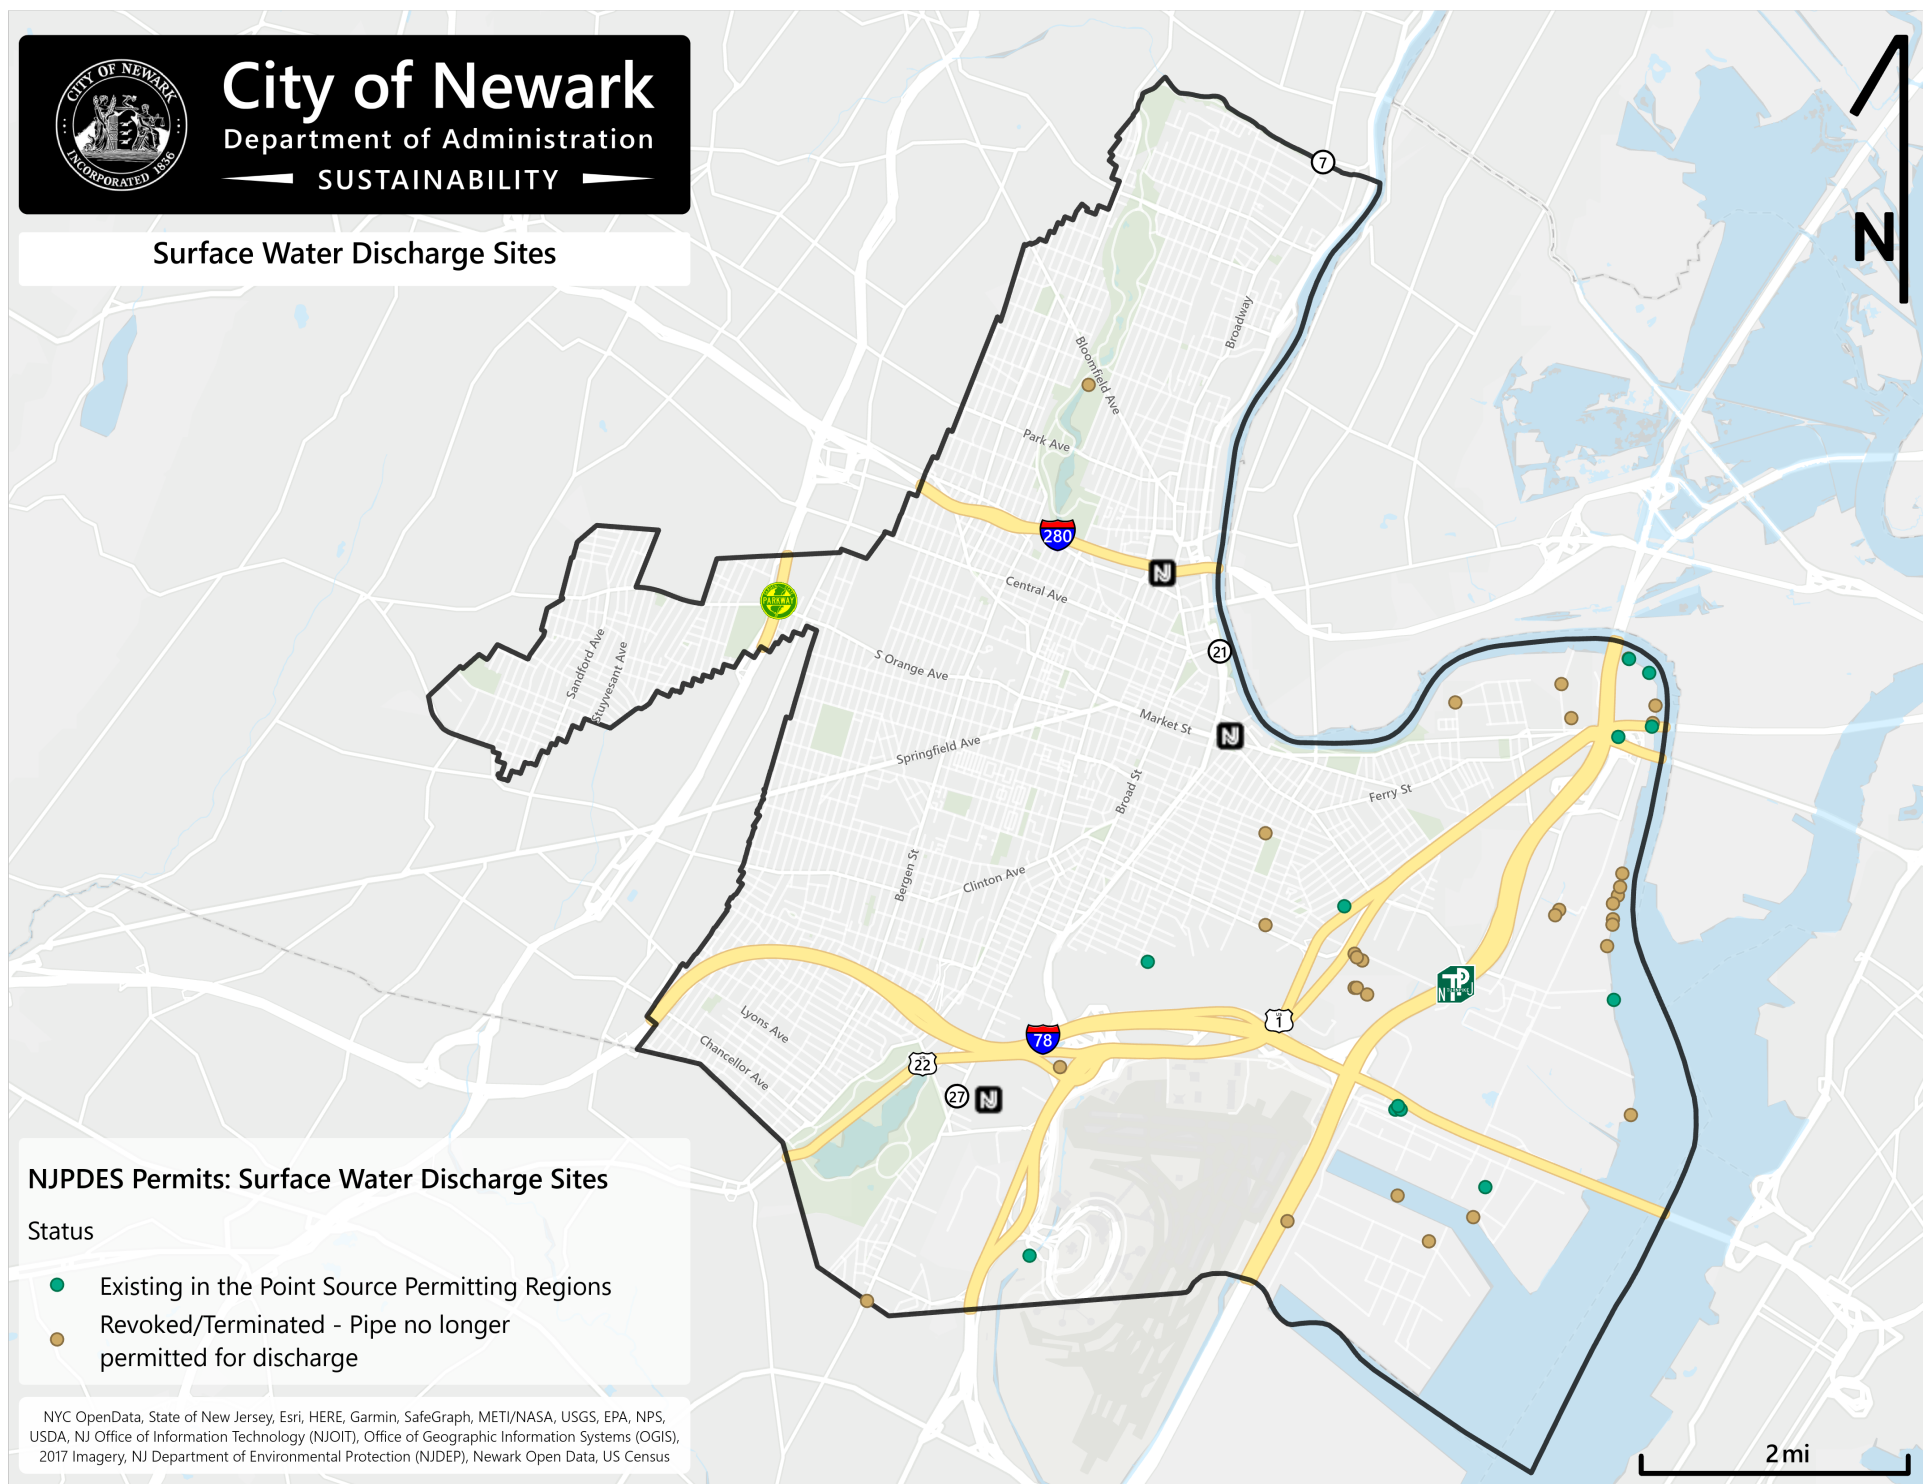 CITY OF NEWARK
INCORPORATED 1836
City of Newark
Department of Administration
SUSTAINABILITY
Surface Water Discharge Sites
N
7
Broadway
Bloomfield Ave
Park Ave
280
Central Ave
PARKWAY
21
Sandford Ave
Stuyvesant Ave
S Orange Ave
Market St
Springfield Ave
Broad St
Ferry St
Bergen St
Clinton Ave
Lyons Ave
Chancellor Ave
78
1
22
27
NJPDES Permits: Surface Water Discharge Sites
Status
Existing in the Point Source Permitting Regions
Revoked/Terminated - Pipe no longer
permitted for discharge
NYC OpenData, State of New Jersey, Esri, HERE, Garmin, SafeGraph, METI/NASA, USGS, EPA, NPS,
USDA, NJ Office of Information Technology (NJOIT), Office of Geographic Information Systems (OGIS),
2017 Imagery, NJ Department of Environmental Protection (NJDEP), Newark Open Data, US Census
2 mi